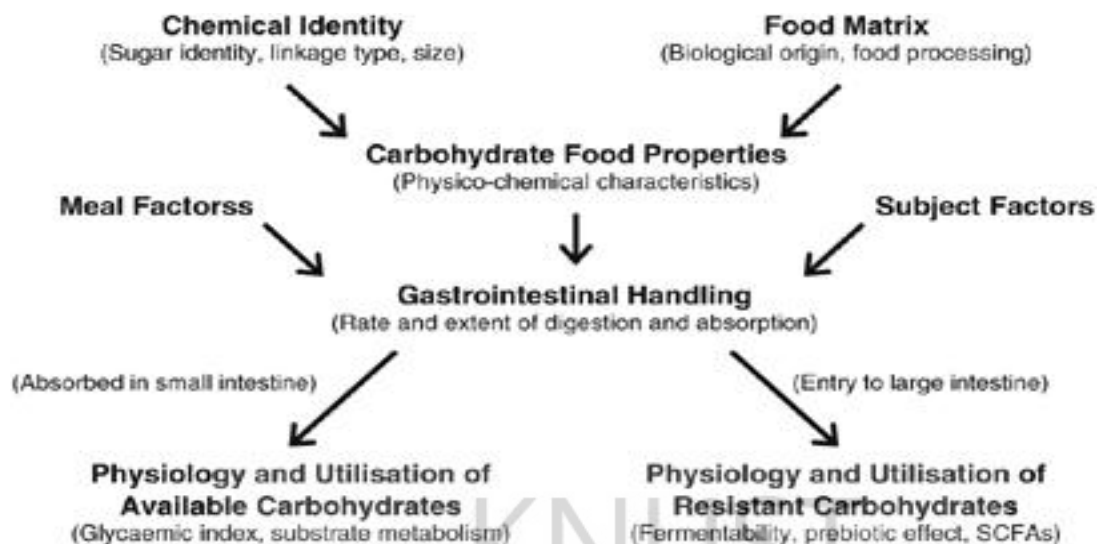 Chemical Identity
(Sugar identity, linkage type, size)
Food Matrix
(Biological origin, food processing)
Carbohydrate Food Properties
(Physico-chemical characteristics)
Meal Factorss
Subject Factors
Gastrointestinal Handling
(Rate and extent of digestion and absorption)
(Absorbed in small intestine)
(Entry to large intestine)
Physiology and Utilisation of
Available Carbohydrates
(Glycaemic index, substrate metabolism)
Physiology and Utilisation of
Resistant Carbohydrates
(Fermentability, prebiotic effect, SCFAs)